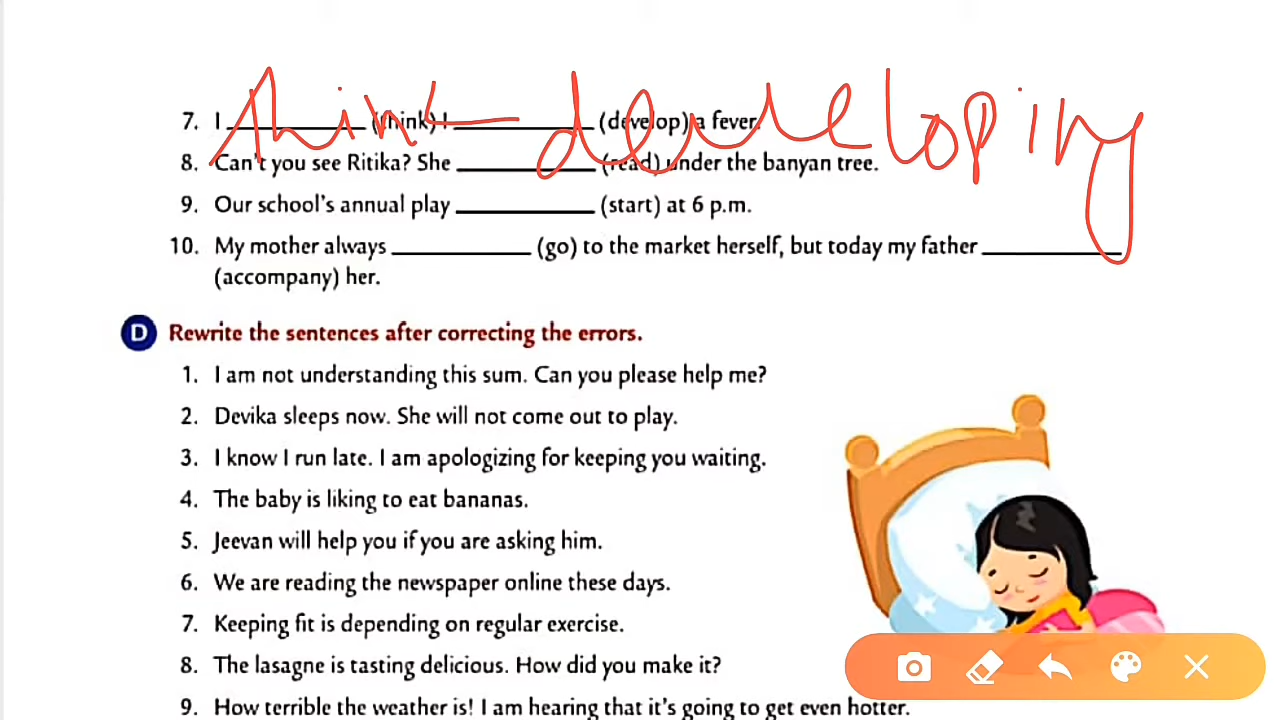 7. I ____________ (think) I ____________ (develop) a fever.
think developing
8. Can't you see Ritika? She ____________ (read) under the banyan tree.
9. Our school's annual play ____________ (start) at 6 p.m.
10. My mother always ____________ (go) to the market herself, but today my father ____________
(accompany) her.
D Rewrite the sentences after correcting the errors.
1. I am not understanding this sum. Can you please help me?
2. Devika sleeps now. She will not come out to play.
3. I know I run late. I am apologizing for keeping you waiting.
4. The baby is liking to eat bananas.
5. Jeevan will help you if you are asking him.
6. We are reading the newspaper online these days.
7. Keeping fit is depending on regular exercise.
8. The lasagne is tasting delicious. How did you make it?
9. How terrible the weather is! I am hearing that it's going to get even hotter.